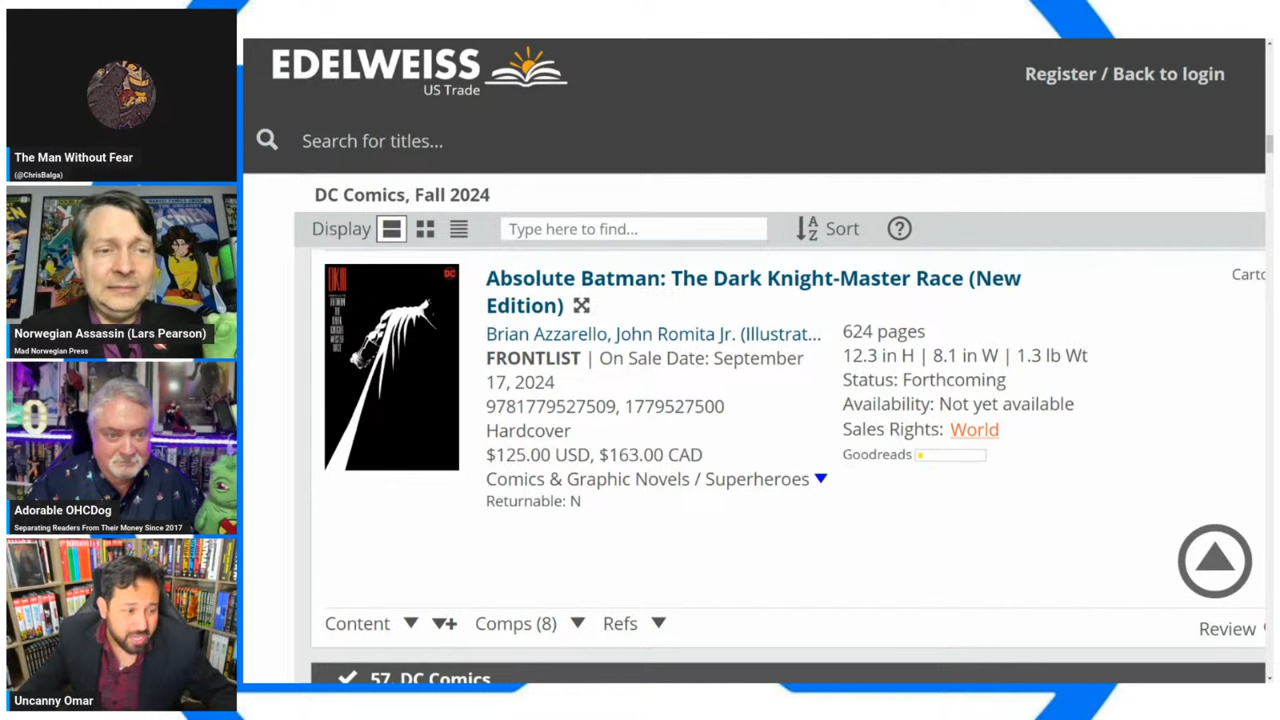 The Man Without Fear
(@ChrisBalga)
Norwegian Assassin (Lars Pearson)
Mad Norwegian Press
Adorable OHCDog
Separating Readers From Their Money Since 2017
Uncanny Omar
EDELWEISS
US Trade
Register / Back to login
Search for titles...
DC Comics, Fall 2024
Display
Type here to find...
Sort
Absolute Batman: The Dark Knight-Master Race (New
Edition)
Brian Azzarello, John Romita Jr. (Illustrat...
FRONTLIST | On Sale Date: September
17, 2024
9781779527509, 1779527500
Hardcover
$125.00 USD, $163.00 CAD
Comics & Graphic Novels / Superheroes
Returnable: N
624 pages
12.3 in H | 8.1 in W | 1.3 lb Wt
Status: Forthcoming
Availability: Not yet available
Sales Rights: World
Goodreads
Carto
Content
Comps (8)
Refs
Review
57. DC Comics